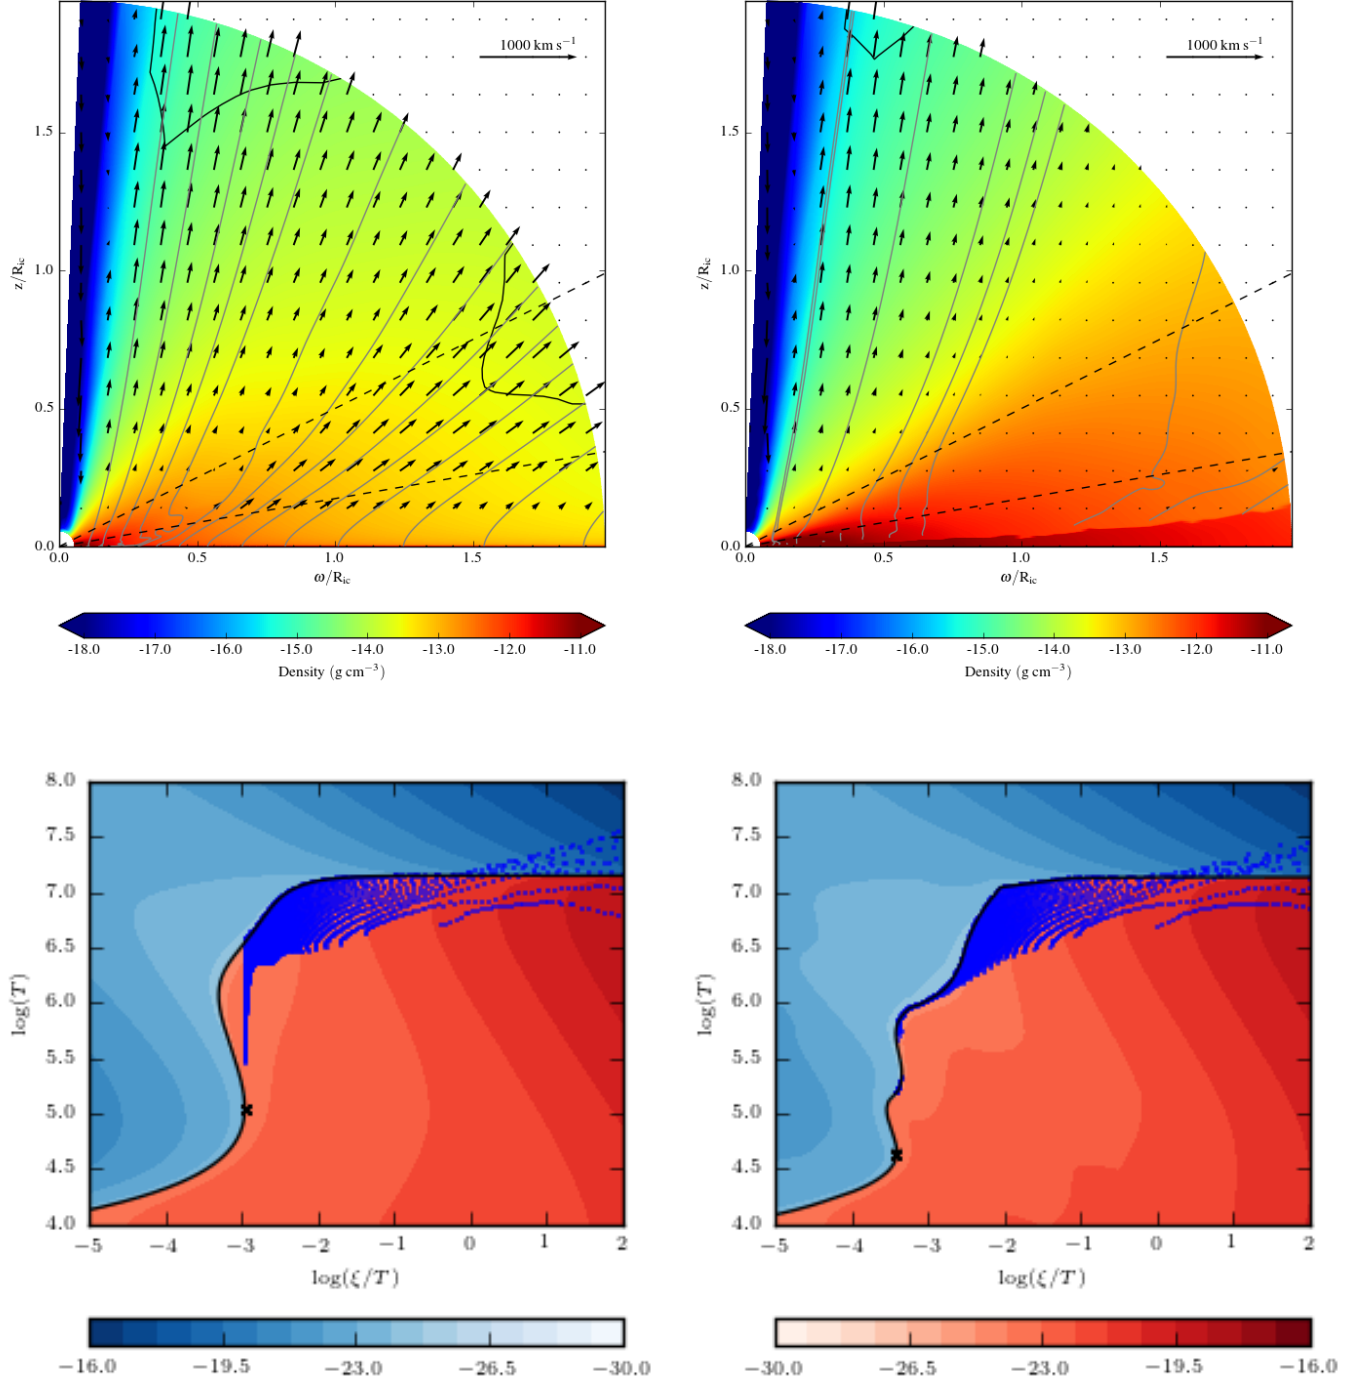 1000 km s⁻¹
1.5
1.0
0.5
0.0
z/R_ic
0.0 0.5 1.0 1.5
ω/R_ic
-18.0 -17.0 -16.0 -15.0 -14.0 -13.0 -12.0 -11.0
Density (g cm⁻³)
1000 km s⁻¹
1.5
1.0
0.5
0.0
z/R_ic
0.0 0.5 1.0 1.5
ω/R_ic
-18.0 -17.0 -16.0 -15.0 -14.0 -13.0 -12.0 -11.0
Density (g cm⁻³)
8.0
7.5
7.0
6.5
6.0
5.5
5.0
4.5
4.0
log(T)
−5 −4 −3 −2 −1 0 1 2
log(ξ/T)
−16.0 −19.5 −23.0 −26.5 −30.0
8.0
7.5
7.0
6.5
6.0
5.5
5.0
4.5
4.0
log(T)
−5 −4 −3 −2 −1 0 1 2
log(ξ/T)
−30.0 −26.5 −23.0 −19.5 −16.0